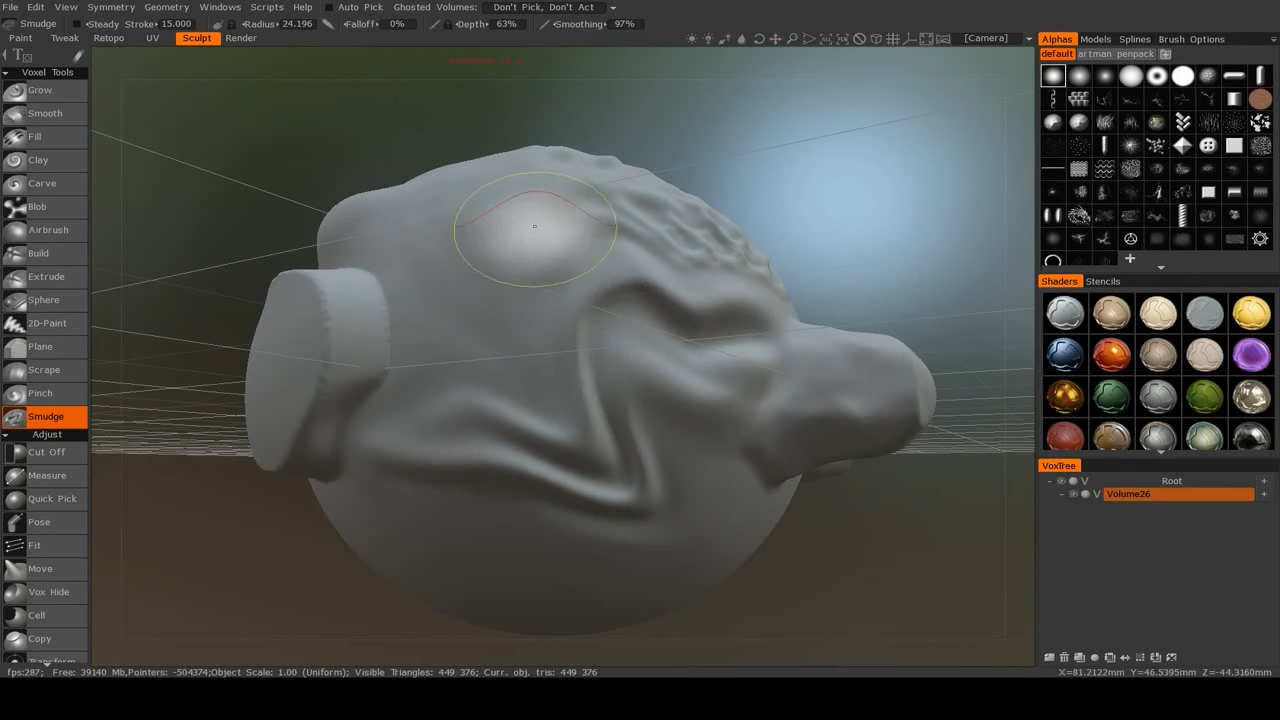 File Edit View Symmetry Geometry Windows Scripts Help Auto Pick Ghosted Volumes: Don't Pick, Don't Act
Smudge Steady Stroke 15.000 Radius 24.196 Falloff 0% Depth 63% Smoothing 97%
Paint Tweak Retopo UV Sculpt Render [Camera]
Alphas Models Splines Brush Options
default artman penpack
Voxel Tools
Grow
Smooth
Fill
Clay
Carve
Blob
Airbrush
Build
Extrude
Sphere
2D-Paint
Plane
Scrape
Pinch
Smudge
Adjust
Cut Off
Measure
Quick Pick
Pose
Fit
Move
Vox Hide
Cell
Copy
Transform
Shaders Stencils
VoxTree
V Root
V Volume26
fps:287; Free: 39140 Mb,Pointers: -504374;Object Scale: 1.00 (Uniform); Visible Triangles: 449 376; Curr. obj. tris: 449 376
X=81.2122mm Y=46.5395mm Z=-44.3160mm